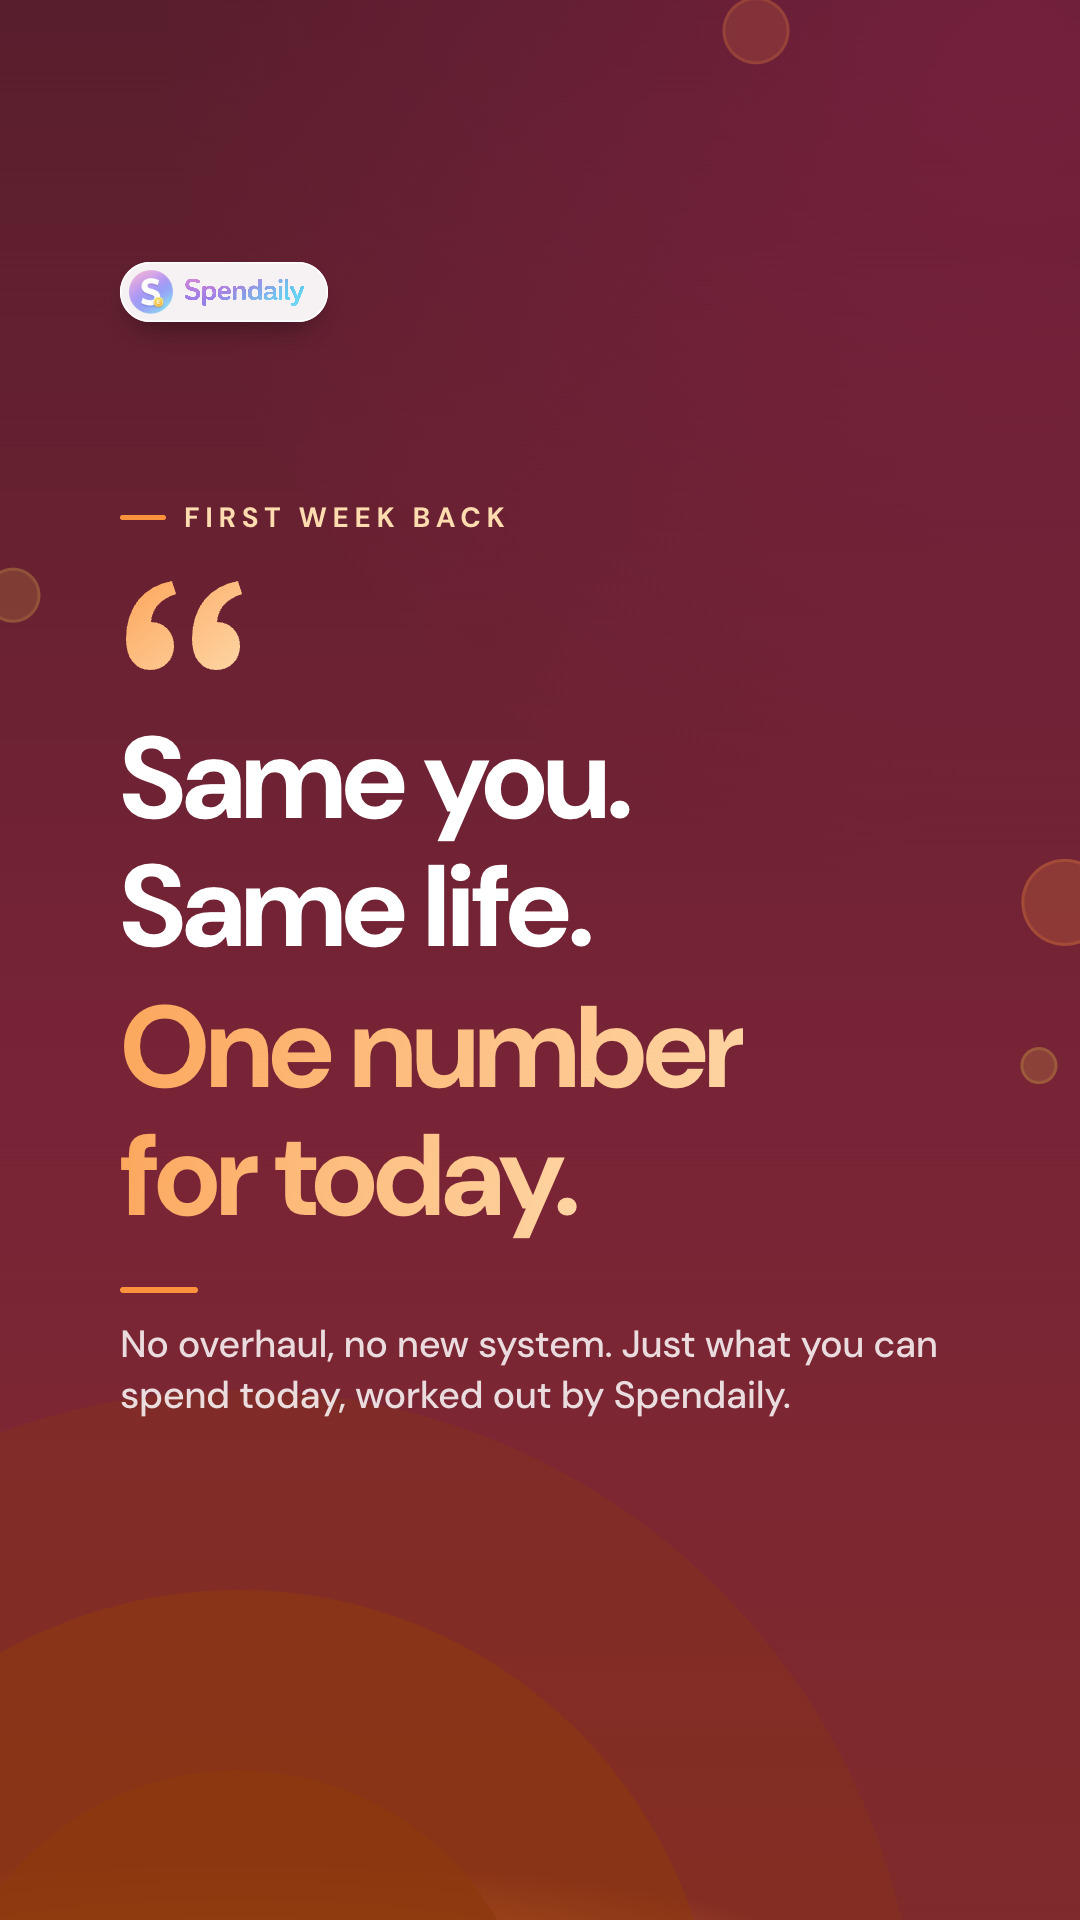 Spendaily
FIRST WEEK BACK
“
Same you.
Same life.
One number
for today.
No overhaul, no new system. Just what you can
spend today, worked out by Spendaily.